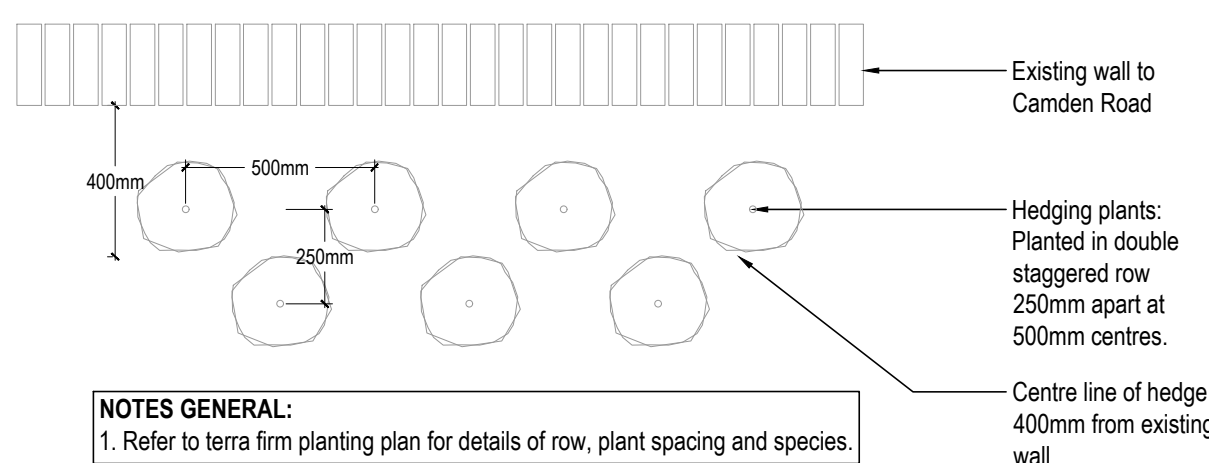 Existing wall to
Camden Road
500mm
400mm
250mm
Hedging plants:
Planted in double
staggered row
250mm apart at
500mm centres.
Centre line of hedge
400mm from existing
wall
NOTES GENERAL:
1. Refer to terra firm planting plan for details of row, plant spacing and species.